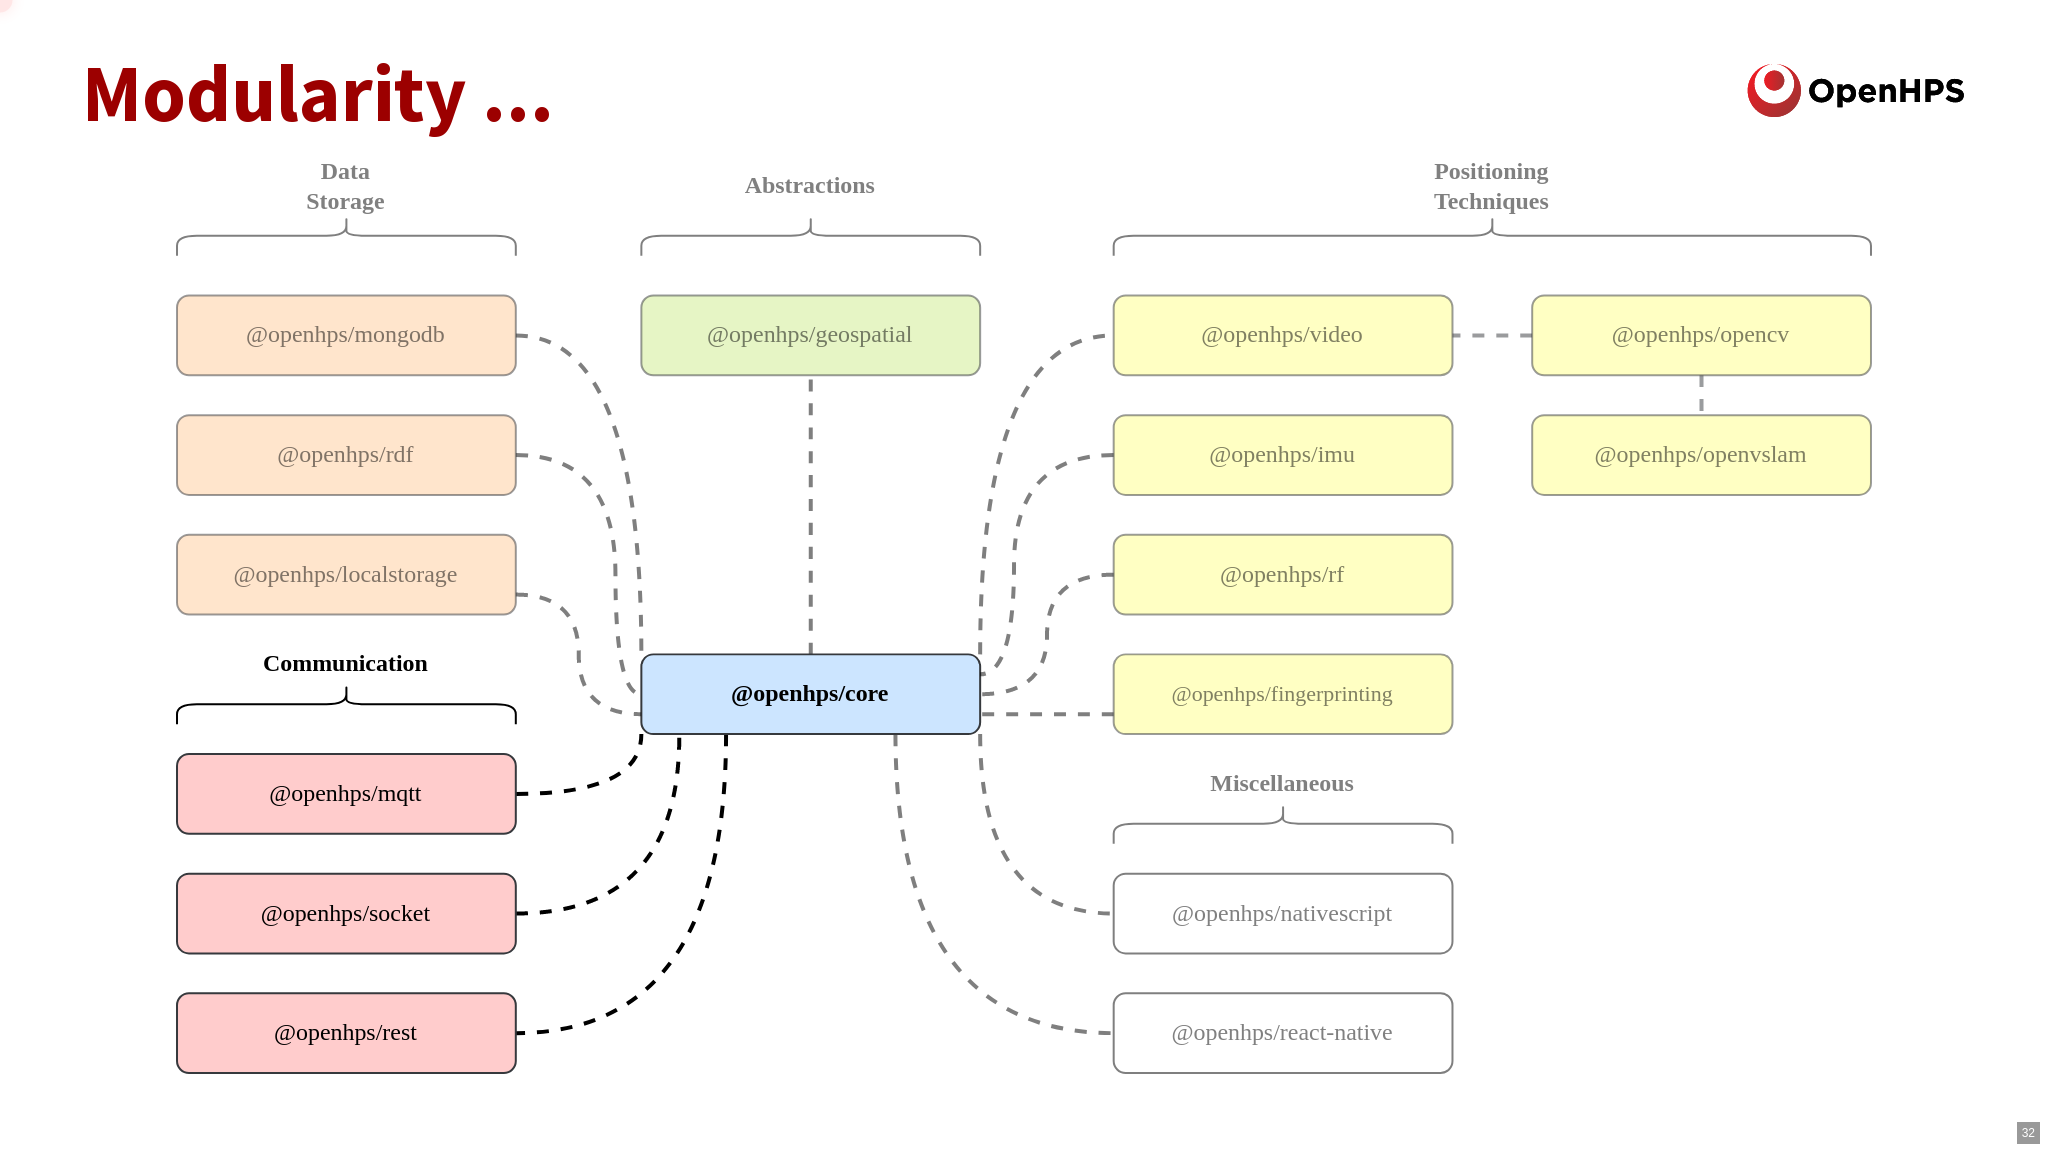 Modularity ...
OpenHPS
Data
Storage
Abstractions
Positioning
Techniques
@openhps/mongodb
@openhps/geospatial
@openhps/video
@openhps/opencv
@openhps/rdf
@openhps/imu
@openhps/openvslam
@openhps/localstorage
@openhps/rf
Communication
@openhps/core
@openhps/fingerprinting
@openhps/mqtt
Miscellaneous
@openhps/socket
@openhps/nativescript
@openhps/rest
@openhps/react-native
32